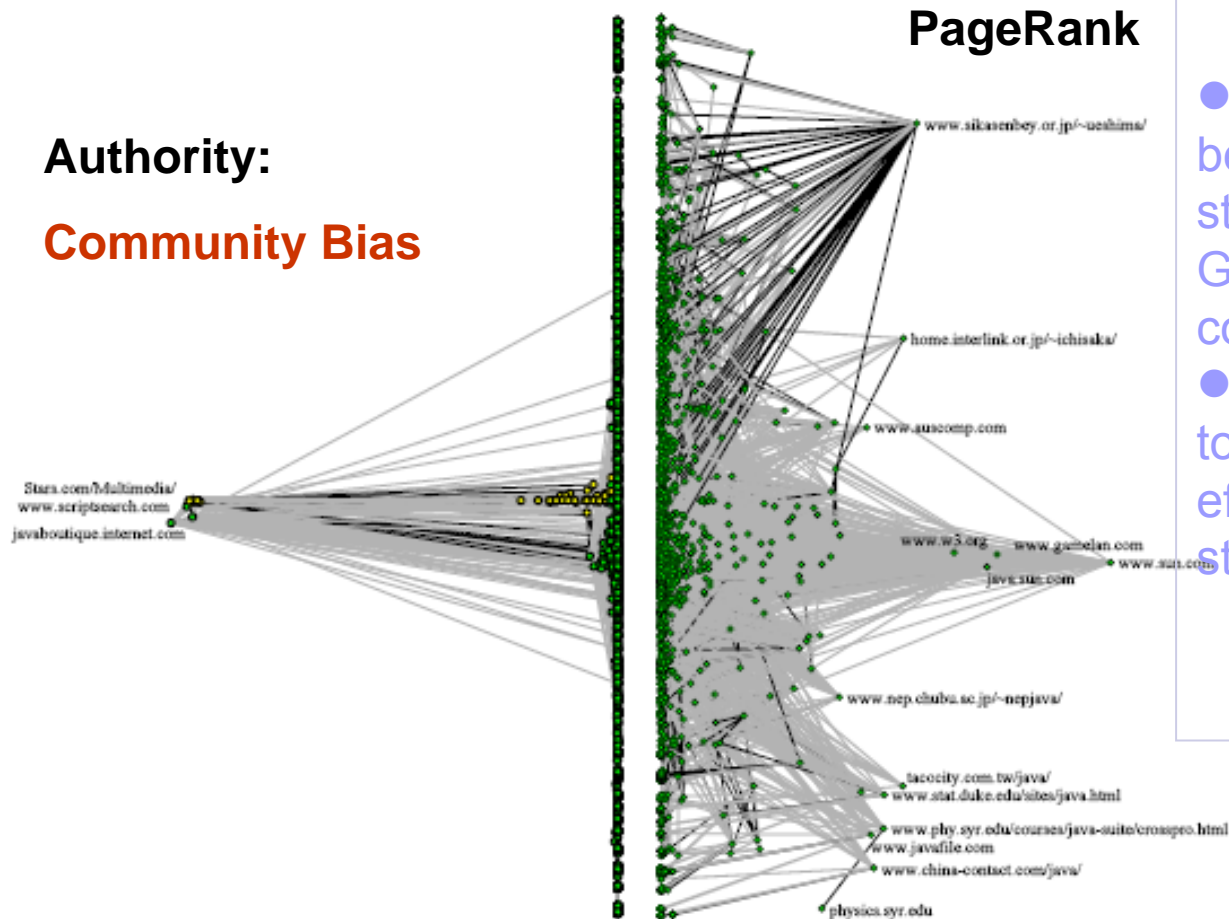 PageRank
Authority:
Community Bias
www.sikasenbey.or.jp/~ueshima/
home.interlink.or.jp/~ichisaka/
www.auscomp.com
Stars.com/Multimedia/
www.scriptsearch.com
javaboutique.internet.com
www.w3.org
www.gamelan.com
www.sun.com
java.sun.com
www.nep.chubu.ac.jp/~nepjava/
tacocity.com.tw/java/
www.stat.duke.edu/sites/java.html
www.phy.syr.edu/courses/java-suite/crosspro.html
www.javafile.com
www.china-contact.com/java/
physics.syr.edu